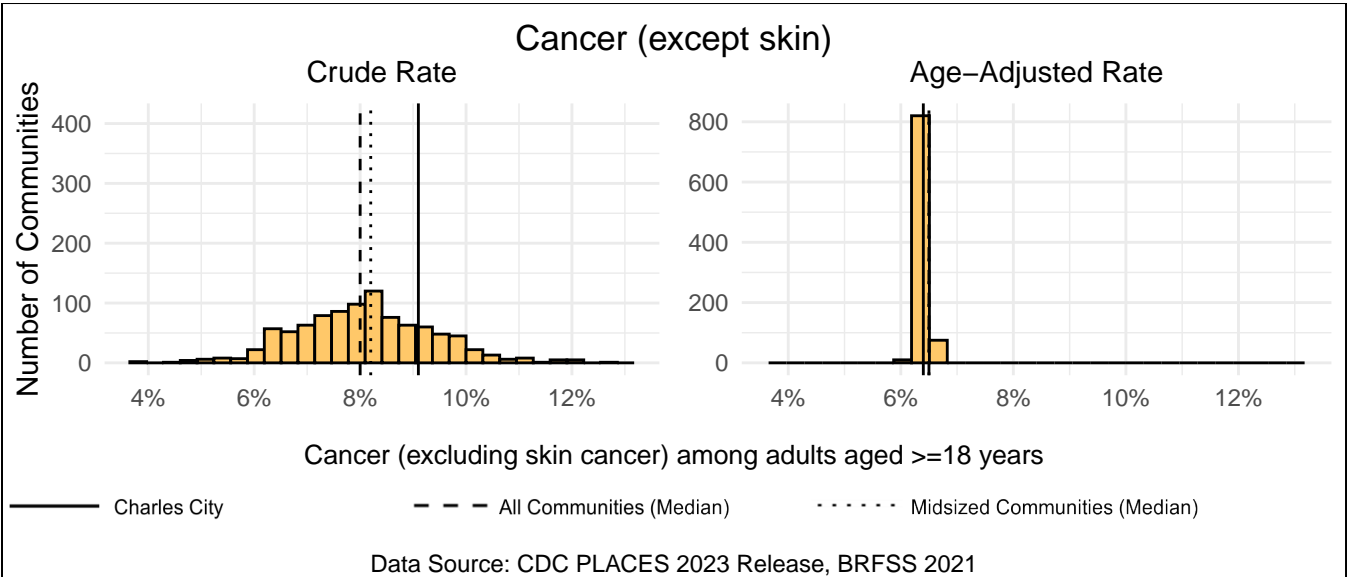 Cancer (except skin)
Crude Rate
Age−Adjusted Rate
Number of Communities
400
300
200
100
0
4%
6%
8%
10%
12%
800
600
400
200
0
4%
6%
8%
10%
12%
Cancer (excluding skin cancer) among adults aged >=18 years
Charles City
All Communities (Median)
Midsized Communities (Median)
Data Source: CDC PLACES 2023 Release, BRFSS 2021